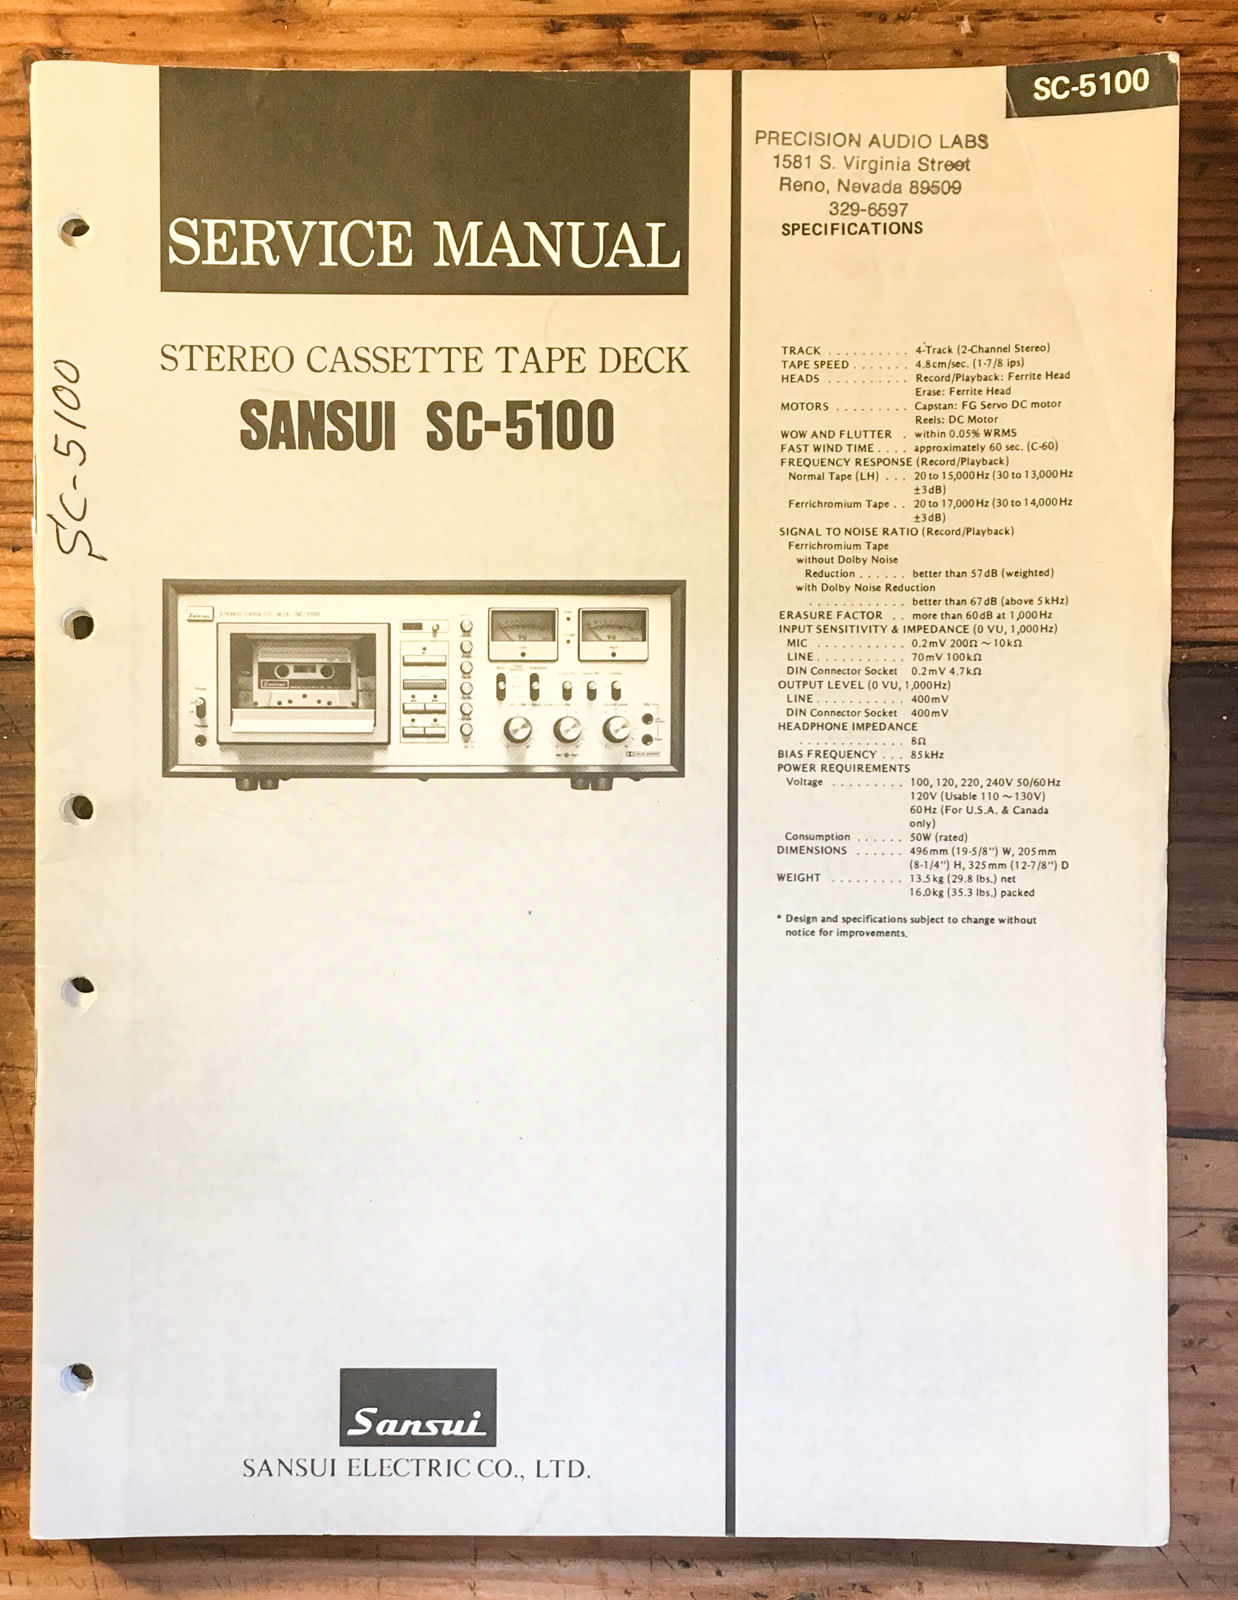 SC-5100
SERVICE MANUAL
STEREO CASSETTE TAPE DECK
SANSUI SC-5100
SC-5100
Sansui
STEREO CASSETTE DECK SC-5100
VU
VU
Sansui
SANSUI ELECTRIC CO., LTD.
PRECISION AUDIO LABS
1581 S. Virginia Street
Reno, Nevada 89509
329-6597
SPECIFICATIONS
TRACK . . . . . . . . . . 4-Track (2-Channel Stereo)
TAPE SPEED . . . . . . . 4.8cm/sec. (1-7/8 ips)
HEADS . . . . . . . . . . Record/Playback: Ferrite Head
Erase: Ferrite Head
MOTORS . . . . . . . . . Capstan: FG Servo DC motor
Reels: DC Motor
WOW AND FLUTTER . within 0.05% WRMS
FAST WIND TIME . . . . approximately 60 sec. (C-60)
FREQUENCY RESPONSE (Record/Playback)
Normal Tape (LH) . . . 20 to 15,000Hz (30 to 13,000Hz
±3dB)
Ferrichromium Tape . . 20 to 17,000Hz (30 to 14,000Hz
±3dB)
SIGNAL TO NOISE RATIO (Record/Playback)
Ferrichromium Tape
without Dolby Noise
Reduction . . . . . . better than 57dB (weighted)
with Dolby Noise Reduction
. . . . . . . . . . . . better than 67dB (above 5kHz)
ERASURE FACTOR . . more than 60dB at 1,000Hz
INPUT SENSITIVITY & IMPEDANCE (0 VU, 1,000Hz)
MIC . . . . . . . . . . . 0.2mV 200Ω ~ 10kΩ
LINE . . . . . . . . . . . 70mV 100kΩ
DIN Connector Socket 0.2mV 4.7kΩ
OUTPUT LEVEL (0 VU, 1,000Hz)
LINE . . . . . . . . . . . 400mV
DIN Connector Socket 400mV
HEADPHONE IMPEDANCE
. . . . . . . . . . . . . 8Ω
BIAS FREQUENCY . . . 85kHz
POWER REQUIREMENTS
Voltage . . . . . . . . . 100, 120, 220, 240V 50/60Hz
120V (Usable 110 ~ 130V)
60Hz (For U.S.A. & Canada
only)
Consumption . . . . . . 50W (rated)
DIMENSIONS . . . . . . 496mm (19-5/8") W, 205mm
(8-1/4") H, 325mm (12-7/8") D
WEIGHT . . . . . . . . . 13.5kg (29.8 lbs.) net
16.0kg (35.3 lbs.) packed
* Design and specifications subject to change without
notice for improvements.